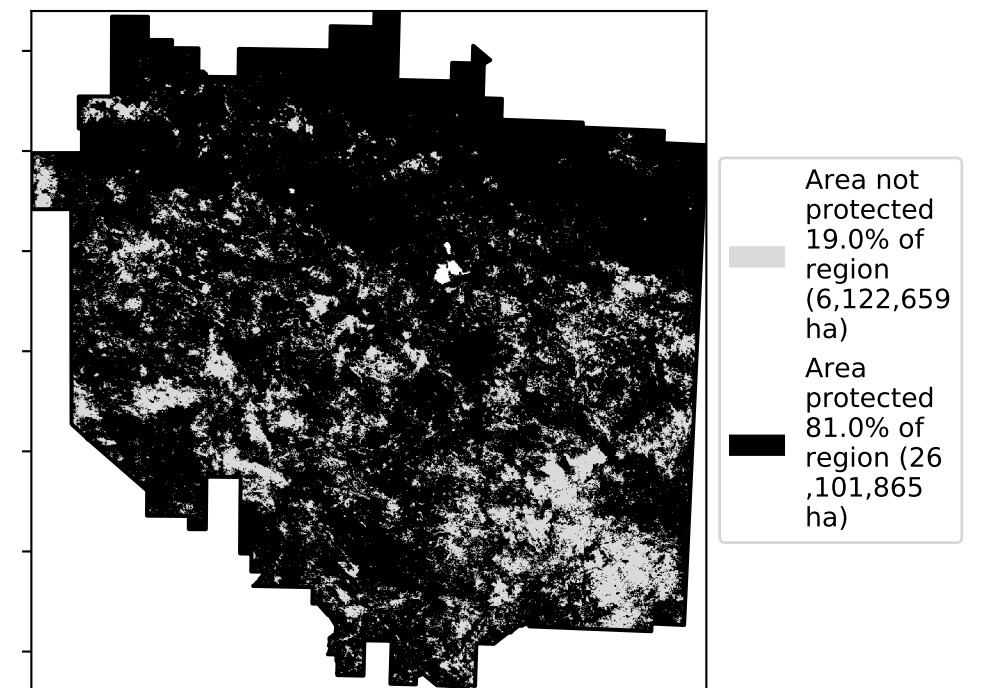 Area not
protected
19.0% of
region
(6,122,659
ha)
Area
protected
81.0% of
region (26
,101,865
ha)